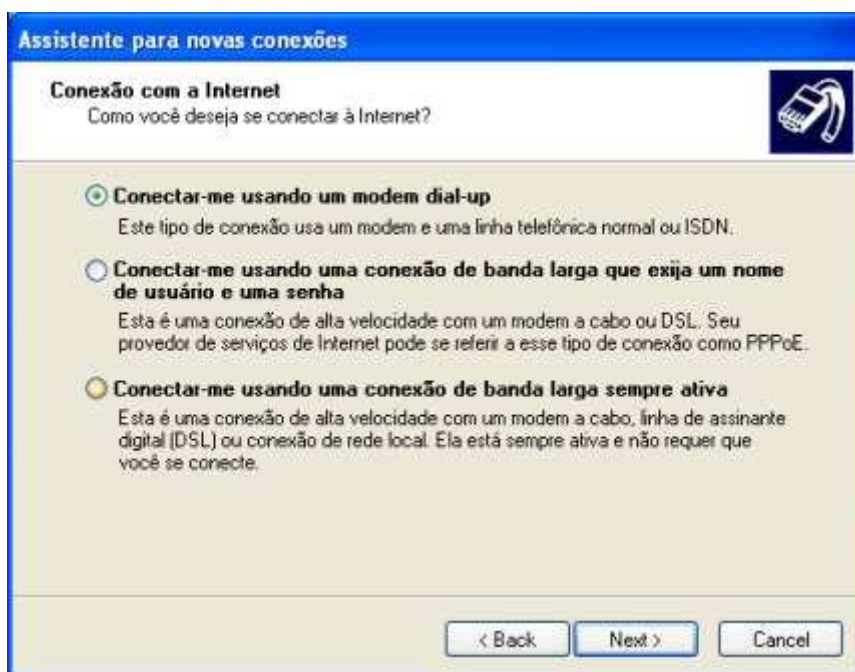 Assistente para novas conexões
Conexão com a Internet
Como você deseja se conectar à Internet?
Conectar-me usando um modem dial-up
Este tipo de conexão usa um modem e uma linha telefônica normal ou ISDN.
Conectar-me usando uma conexão de banda larga que exija um nome
de usuário e uma senha
Esta é uma conexão de alta velocidade com um modem a cabo ou DSL. Seu
provedor de serviços de Internet pode se referir a esse tipo de conexão como PPPoE.
Conectar-me usando uma conexão de banda larga sempre ativa
Esta é uma conexão de alta velocidade com um modem a cabo, linha de assinante
digital (DSL) ou conexão de rede local. Ela está sempre ativa e não requer que
você se conecte.
< Back Next > Cancel